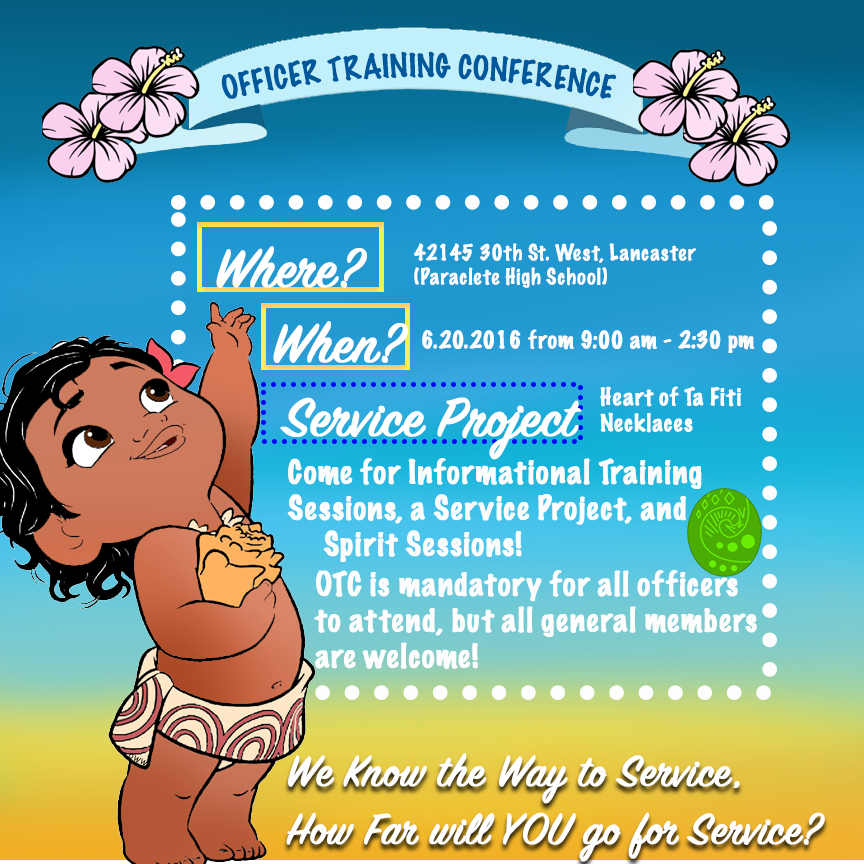 OFFICER TRAINING CONFERENCE
Where?
42145 30th St. West, Lancaster
(Paraclete High School)
When?
6.20.2016 from 9:00 am - 2:30 pm
Service Project
Heart of Ta Fiti
Necklaces
Come for Informational Training
Sessions, a Service Project, and
Spirit Sessions!
OTC is mandatory for all officers
to attend, but all general members
are welcome!
We Know the Way to Service,
How Far will YOU go for Service?